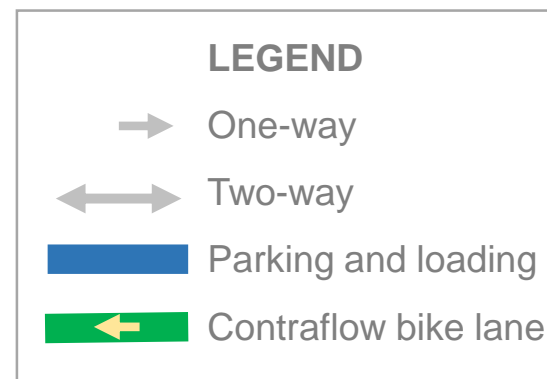 LEGEND
One-way
Two-way
Parking and loading
Contraflow bike lane